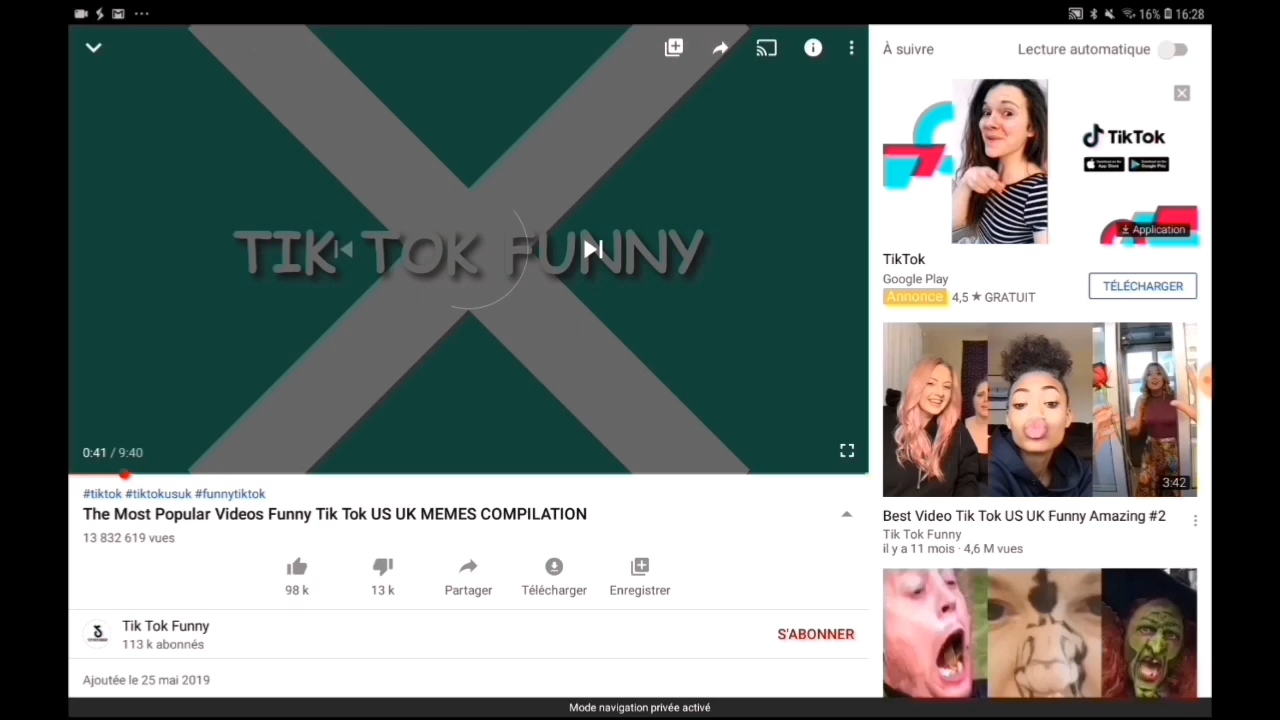 16% 16:28
À suivre
Lecture automatique
TIK TOK FUNNY
0:41 / 9:40
TikTok
Application
TikTok
Google Play
Annonce 4,5 ★ GRATUIT
TÉLÉCHARGER
3:42
#tiktok #tiktokusuk #funnytiktok
The Most Popular Videos Funny Tik Tok US UK MEMES COMPILATION
13 832 619 vues
98 k
13 k
Partager
Télécharger
Enregistrer
Tik Tok Funny
113 k abonnés
S'ABONNER
Ajoutée le 25 mai 2019
Best Video Tik Tok US UK Funny Amazing #2
Tik Tok Funny
il y a 11 mois · 4,6 M vues
Mode navigation privée activé